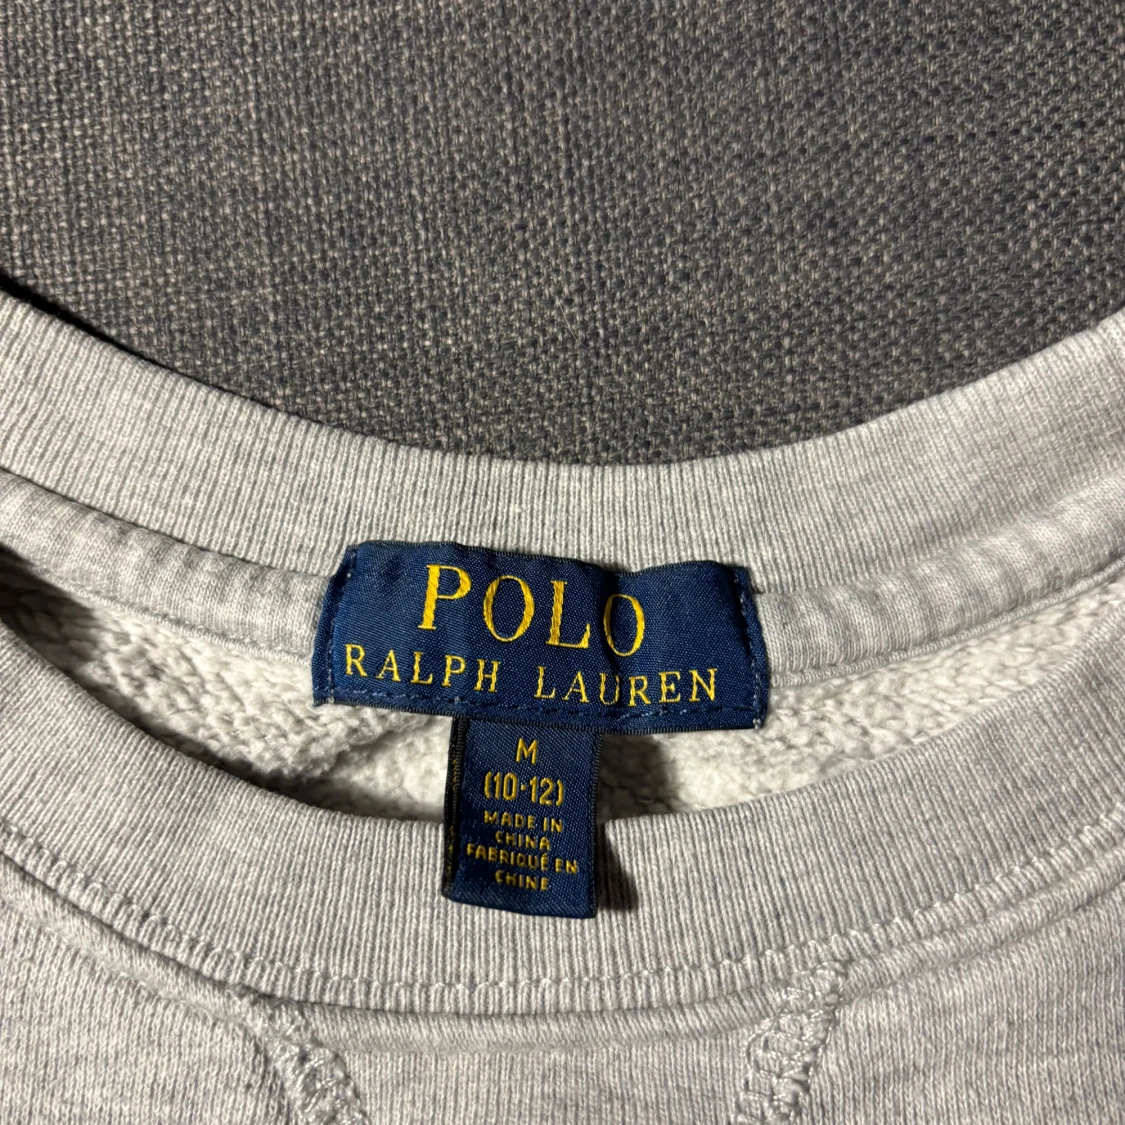 POLO
RALPH LAUREN
M
(10-12)
MADE IN
CHINA
FABRIQUÉ EN
CHINE